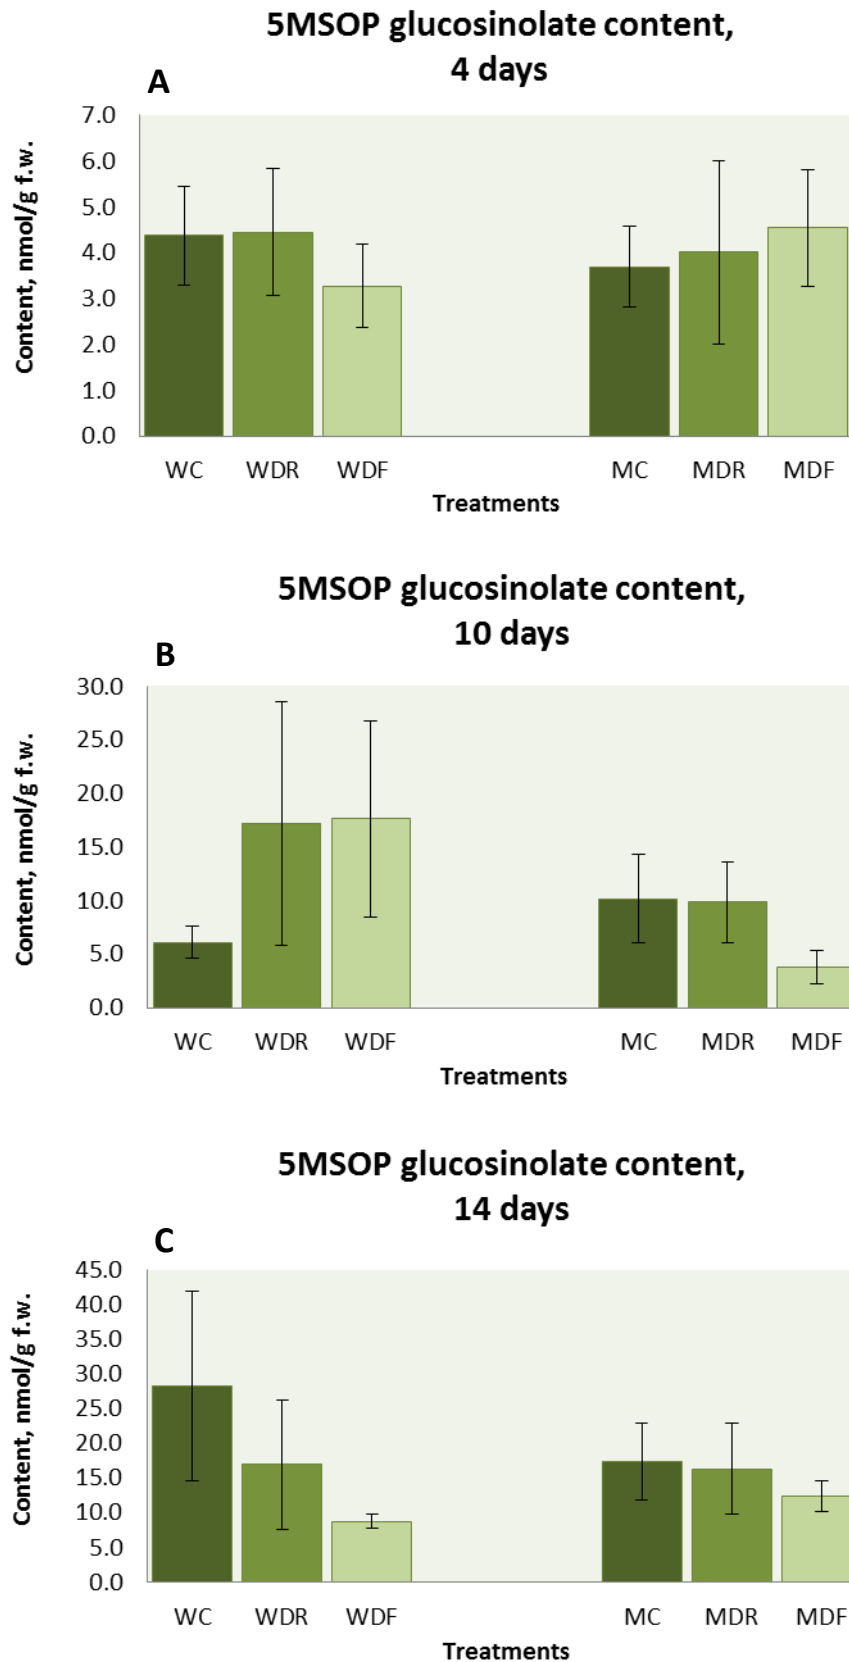 5MSOP glucosinolate content,
4 days
A
Content, nmol/g f.w.
7.0
6.0
5.0
4.0
3.0
2.0
1.0
0.0
WC WDR WDF MC MDR MDF
Treatments
5MSOP glucosinolate content,
10 days
B
Content, nmol/g f.w.
30.0
25.0
20.0
15.0
10.0
5.0
0.0
WC WDR WDF MC MDR MDF
Treatments
5MSOP glucosinolate content,
14 days
C
Content, nmol/g f.w.
45.0
40.0
35.0
30.0
25.0
20.0
15.0
10.0
5.0
0.0
WC WDR WDF MC MDR MDF
Treatments